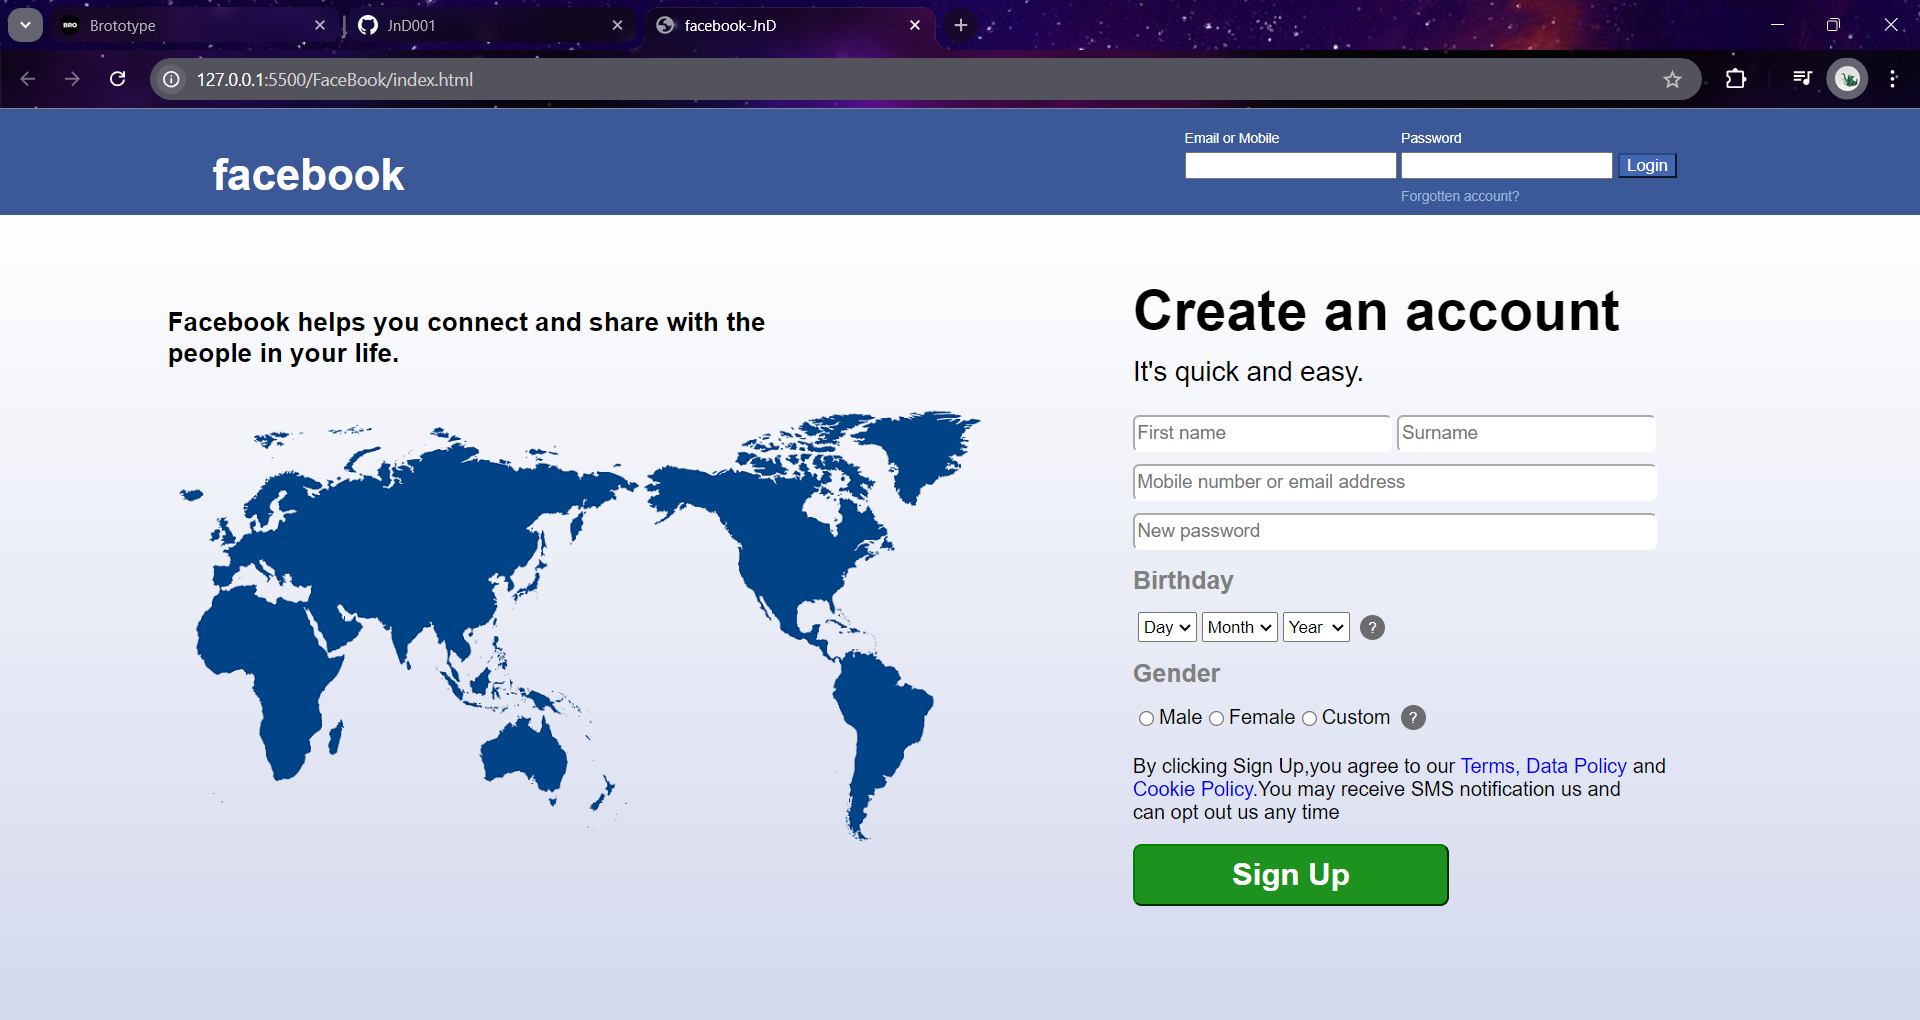 BRO Brototype
JnD001
facebook-JnD
127.0.0.1:5500/FaceBook/index.html
facebook
Email or Mobile
Password
Login
Forgotten account?
Facebook helps you connect and share with the
people in your life.
Create an account
It's quick and easy.
First name
Surname
Mobile number or email address
New password
Birthday
Day
Month
Year
?
Gender
Male
Female
Custom
?
By clicking Sign Up,you agree to our Terms, Data Policy and
Cookie Policy.You may receive SMS notification us and
can opt out us any time
Sign Up